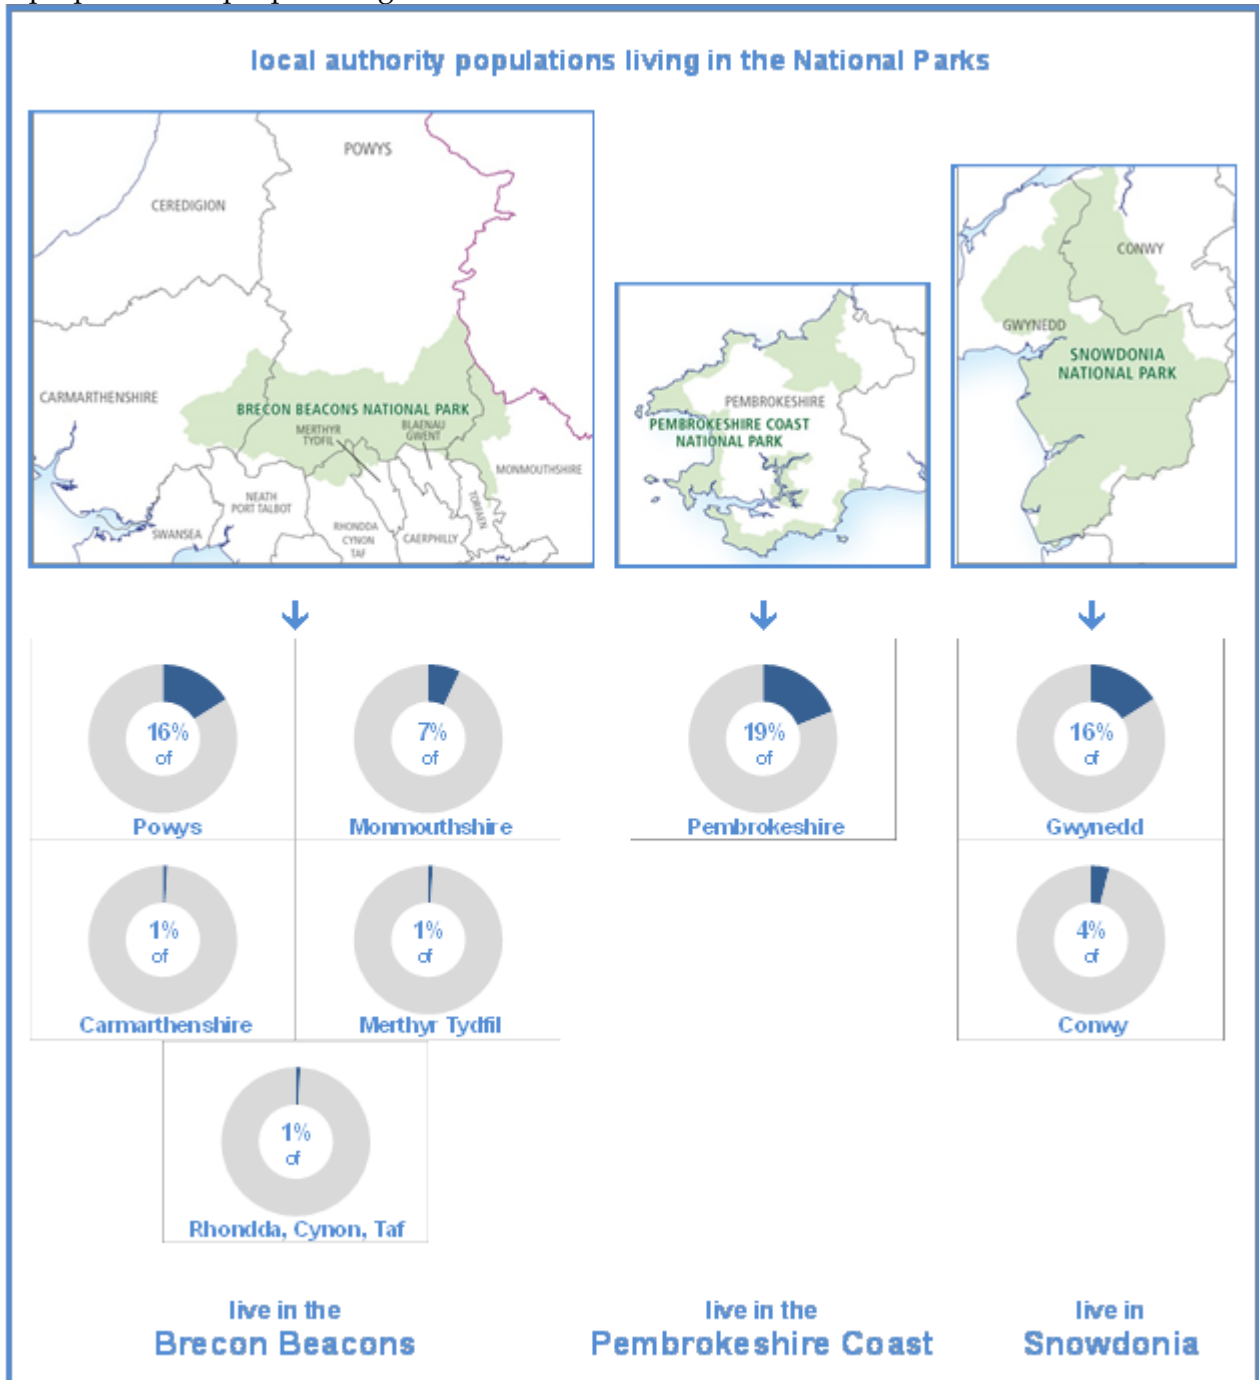 local authority populations living in the National Parks
POWYS
CEREDIGION
CARMARTHENSHIRE
BRECON BEACONS NATIONAL PARK
MERTHYR
TYDFIL
BLAENAU
GWENT
MONMOUTHSHIRE
NEATH
PORT TALBOT
SWANSEA
RHONDDA
CYNON
TAF
CAERPHILLY
TORFAEN
PEMBROKESHIRE
PEMBROKESHIRE COAST
NATIONAL PARK
CONWY
GWYNEDD
SNOWDONIA
NATIONAL PARK
16%
of
Powys
7%
of
Monmouthshire
19%
of
Pembrokeshire
16%
of
Gwynedd
1%
of
Carmarthenshire
1%
of
Merthyr Tydfil
4%
of
Conwy
1%
of
Rhondda, Cynon, Taf
live in the
Brecon Beacons
live in the
Pembrokeshire Coast
live in
Snowdonia